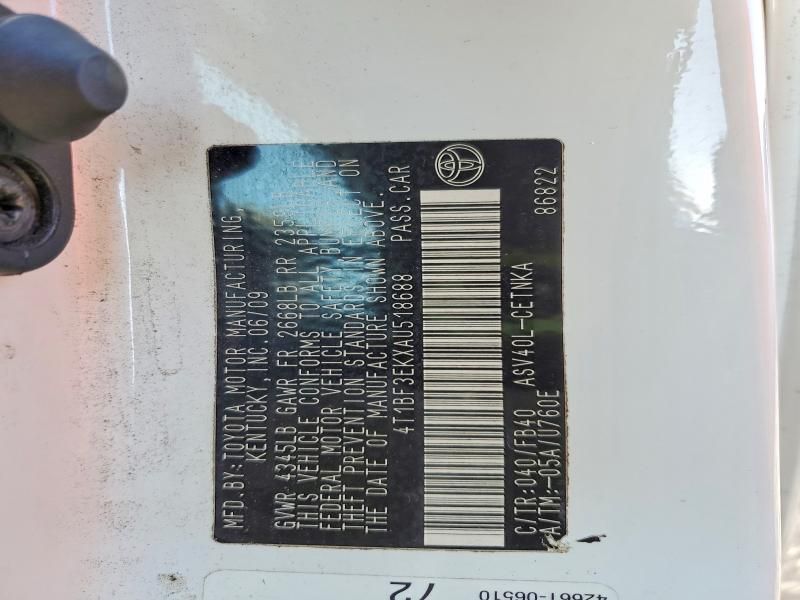 MFD.BY:TOYOTA MOTOR MANUFACTURING,
KENTUCKY, INC. 06/09
GVWR 4345LB GAWR FR 2668LB RR
THIS VEHICLE CONFORMS TO ALL APPLICABLE
FEDERAL MOTOR VEHICLE SAFETY, BUMPER, AND
THEFT PREVENTION STANDARDS IN EFFECT ON
THE DATE OF MANUFACTURE SHOWN ABOVE.
4T1BF3EKXAU518688 PASS.CAR
C/TR:040/FB40 ASV40L-CETNKA 86822
A/TM:-05A/U760E
42661-06510